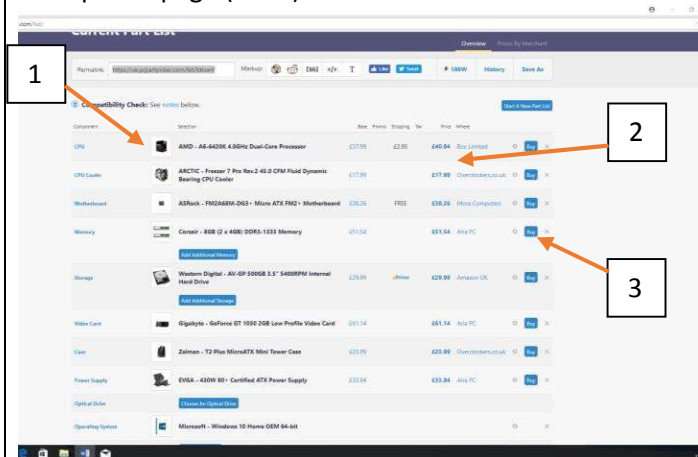 .com/list/
Current Part List
Overview
Permalink: Markup: [bb] </> T Like Tweet 180W History Save As
Compatibility Check: See notes below. Start A New Part List
Component Selection Base Promo Shipping Tax Price Where
CPU AMD - A6-6420K 4.0GHz Dual-Core Processor £37.99 £2.95 £40.94 Box Limited Buy
CPU Cooler ARCTIC - Freezer 7 Pro Rev.2 45.0 CFM Fluid Dynamic £17.99 £17.99 Overclockers.co.uk Buy
Bearing CPU Cooler
Motherboard ASRock - FM2A68M-DG3+ Micro ATX FM2+ Motherboard £38.26 FREE £38.26 More Computers Buy
Memory Corsair - 8GB (2 x 4GB) DDR3-1333 Memory £51.54 £51.54 Aria PC Buy
Add Additional Memory
Storage Western Digital - AV-GP 500GB 3.5" 5400RPM Internal £29.99 £29.99 Amazon UK Buy
Hard Drive
Add Additional Storage
Video Card Gigabyte - GeForce GT 1030 2GB Low Profile Video Card £61.14 £61.14 Aria PC Buy
Case Zalman - T2 Plus MicroATX Mini Tower Case £23.99 £23.99 Overclockers.co.uk Buy
Power Supply EVGA - 430W 80+ Certified ATX Power Supply £33.84 £33.84 Aria PC Buy
Optical Drive Choose An Optical Drive
Operating System Microsoft - Windows 10 Home OEM 64-bit
1
2
3